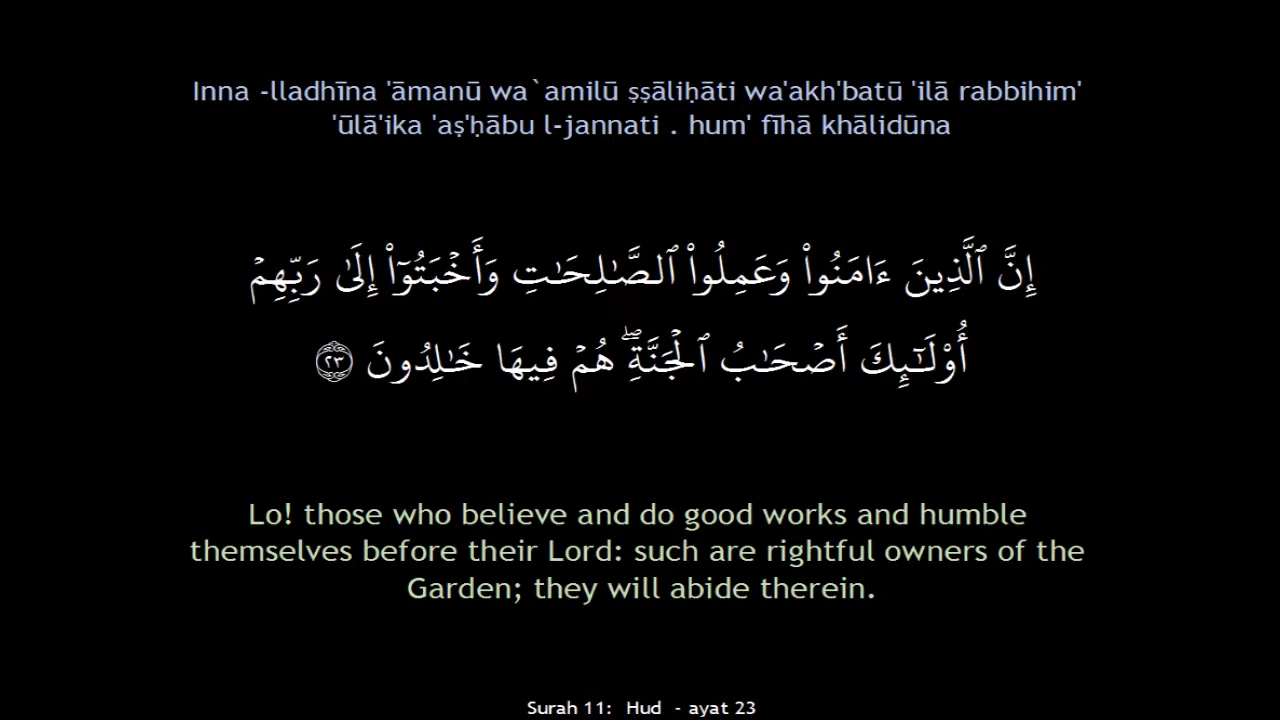 Inna -lladhīna 'āmanū wa`amilū ṣṣāliḥāti wa'akh'batū 'ilā rabbihim'
'ūlā'ika 'aṣ'ḥābu l-jannati . hum' fīhā khālidūna
إِنَّ ٱلَّذِينَ ءَامَنُوا۟ وَعَمِلُوا۟ ٱلصَّـٰلِحَـٰتِ وَأَخْبَتُوٓا۟ إِلَىٰ رَبِّهِمْ
أُو۟لَـٰٓئِكَ أَصْحَـٰبُ ٱلْجَنَّةِ ۖ هُمْ فِيهَا خَـٰلِدُونَ ٢٣
Lo! those who believe and do good works and humble
themselves before their Lord: such are rightful owners of the
Garden; they will abide therein.
Surah 11: Hud - ayat 23